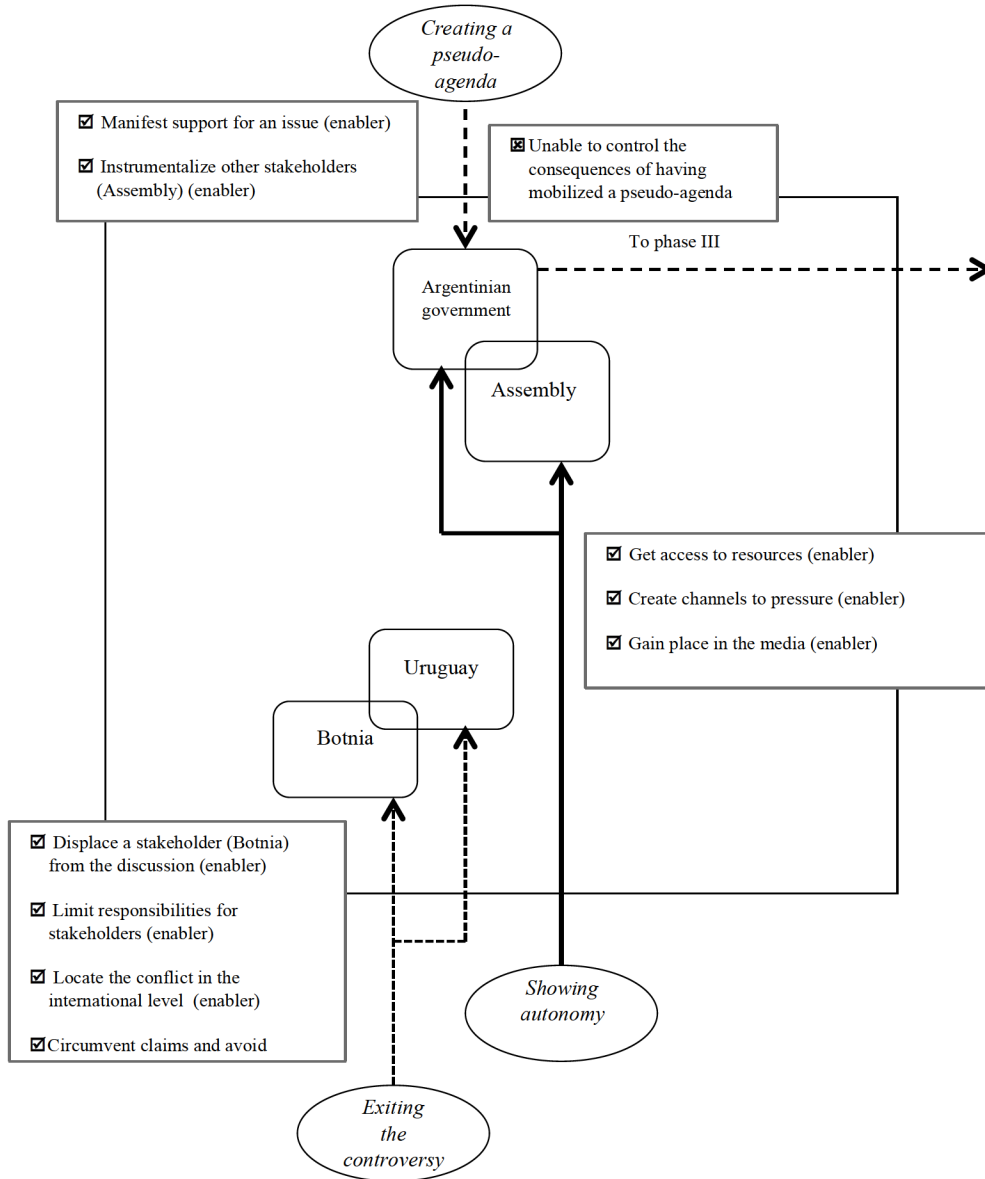 Creating a
pseudo-
agenda
☑ Manifest support for an issue (enabler)
☑ Instrumentalize other stakeholders
(Assembly) (enabler)
☒ Unable to control the
consequences of having
mobilized a pseudo-agenda
To phase III
Argentinian
government
Assembly
☑ Get access to resources (enabler)
☑ Create channels to pressure (enabler)
☑ Gain place in the media (enabler)
Uruguay
Botnia
☑ Displace a stakeholder (Botnia)
from the discussion (enabler)
☑ Limit responsibilities for
stakeholders (enabler)
☑ Locate the conflict in the
international level (enabler)
☑ Circumvent claims and avoid
Showing
autonomy
Exiting
the
controversy